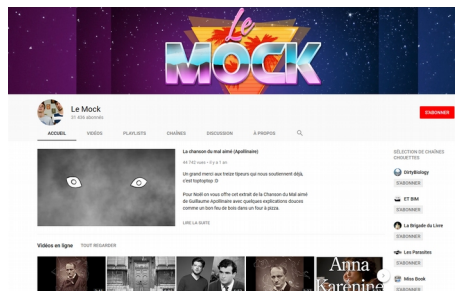 Le
MOCK
Le Mock
S'ABONNER
ACCUEIL
VIDÉOS
PLAYLISTS
CHAÎNES
DISCUSSION
À PROPOS
La chanson du mal aimé (Apollinaire)
Un grand merci aux treize tipeurs qui nous soutiennent déjà,
c'est toptoptop :D
Pour Noël on vous offre cet extrait de la Chanson du Mal aimé
de Guillaume Apollinaire avec quelques explications douces
comme un bon feu de bois dans un four à pizza.
LIRE LA SUITE
SÉLECTION DE CHAÎNES
CHOUETTES
DirtyBiology
S'ABONNER
ET BIM
S'ABONNER
La Brigade du Livre
S'ABONNER
Les Parasites
S'ABONNER
Miss Book
S'ABONNER
Vidéos en ligne
TOUT REGARDER
Anna
Karénine